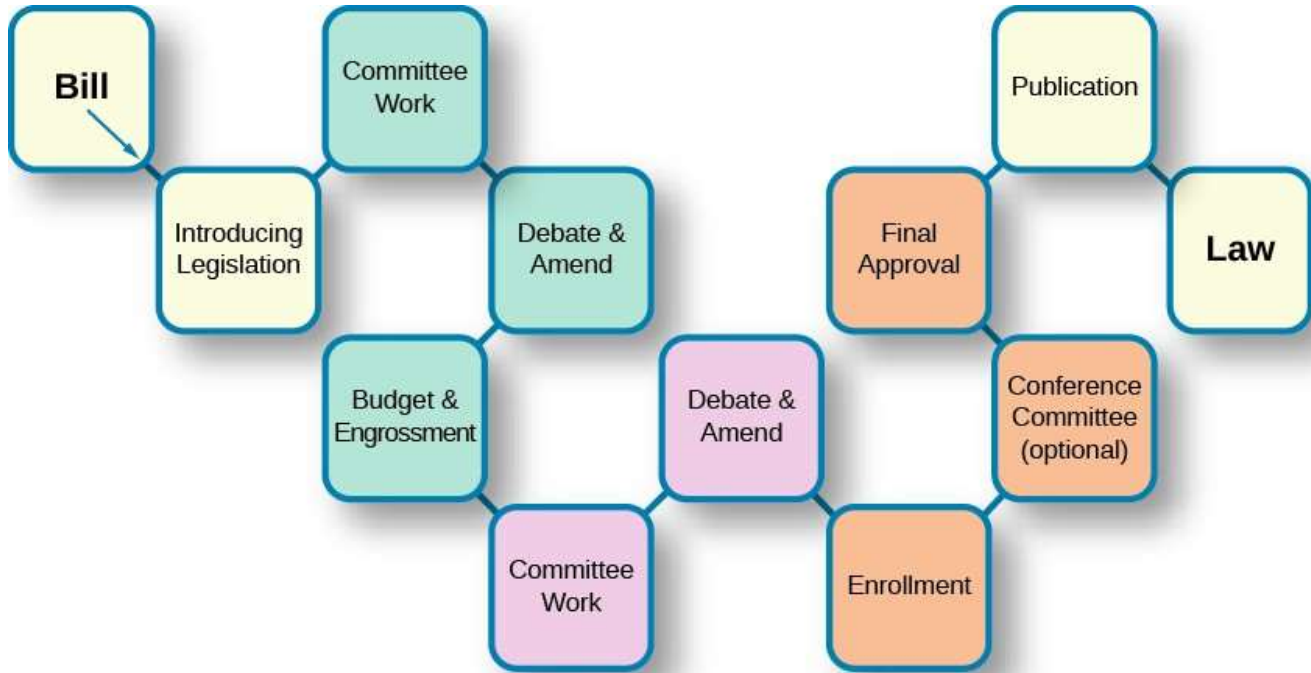 Bill
Introducing
Legislation
Committee
Work
Debate &
Amend
Budget &
Engrossment
Committee
Work
Debate &
Amend
Enrollment
Conference
Committee
(optional)
Final
Approval
Publication
Law